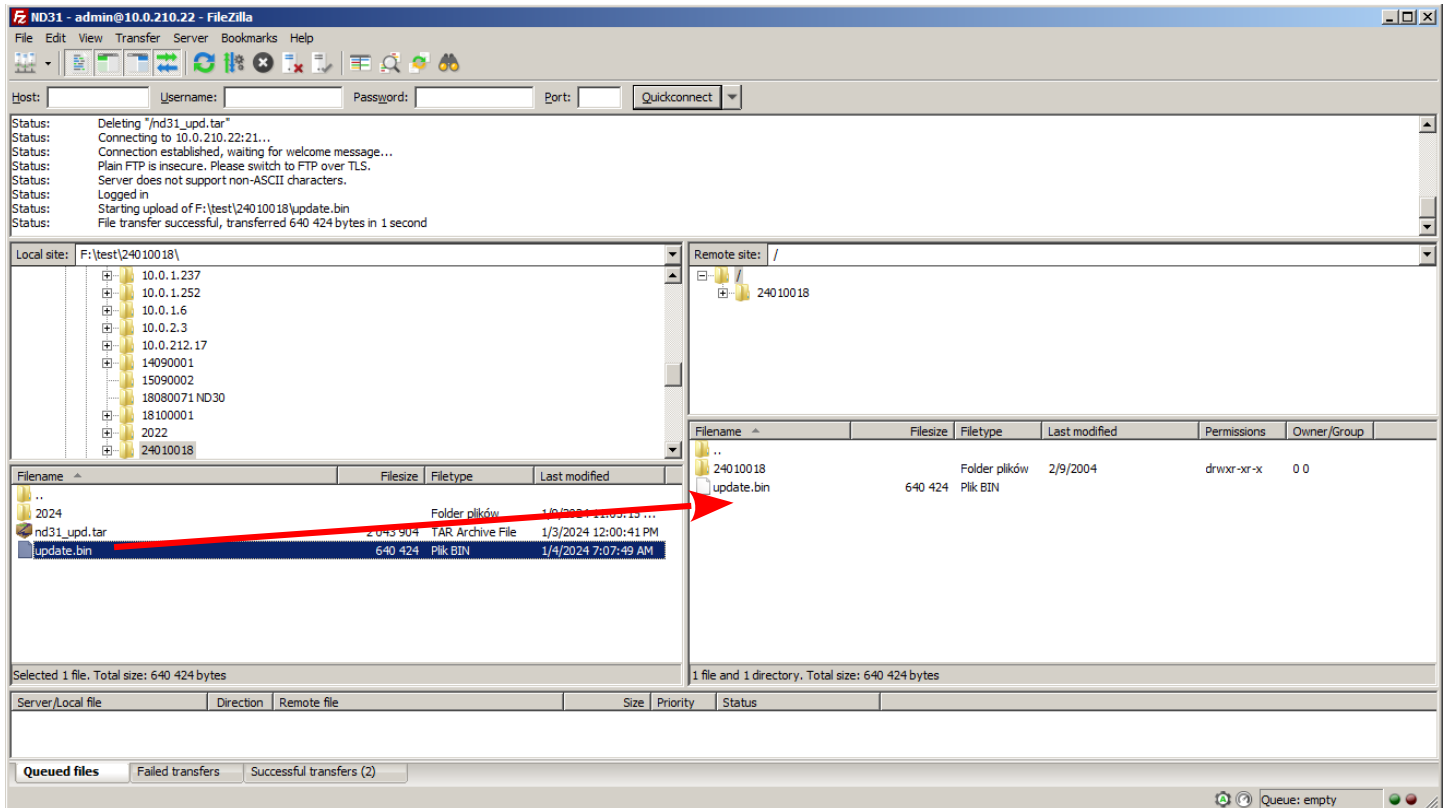 ND31 - admin@10.0.210.22 - FileZilla
File Edit View Transfer Server Bookmarks Help
Host: Username: Password: Port: Quickconnect
Status: Deleting "/nd31_upd.tar"
Status: Connecting to 10.0.210.22:21...
Status: Connection established, waiting for welcome message...
Status: Plain FTP is insecure. Please switch to FTP over TLS.
Status: Server does not support non-ASCII characters.
Status: Logged in
Status: Starting upload of F:\test\24010018\update.bin
Status: File transfer successful, transferred 640 424 bytes in 1 second
Local site: F:\test\24010018\
10.0.1.237
10.0.1.252
10.0.1.6
10.0.2.3
10.0.212.17
14090001
15090002
18080071 ND30
18100001
2022
24010018
Filename Filesize Filetype Last modified
..
2024 Folder plików
nd31_upd.tar 2 043 904 TAR Archive File 1/3/2024 12:00:41 PM
update.bin 640 424 Plik BIN 1/4/2024 7:07:49 AM
Selected 1 file. Total size: 640 424 bytes
Remote site: /
/
24010018
Filename Filesize Filetype Last modified Permissions Owner/Group
..
24010018 Folder plików 2/9/2004 drwxr-xr-x 0 0
update.bin 640 424 Plik BIN
1 file and 1 directory. Total size: 640 424 bytes
Server/Local file Direction Remote file Size Priority Status
Queued files Failed transfers Successful transfers (2)
Queue: empty